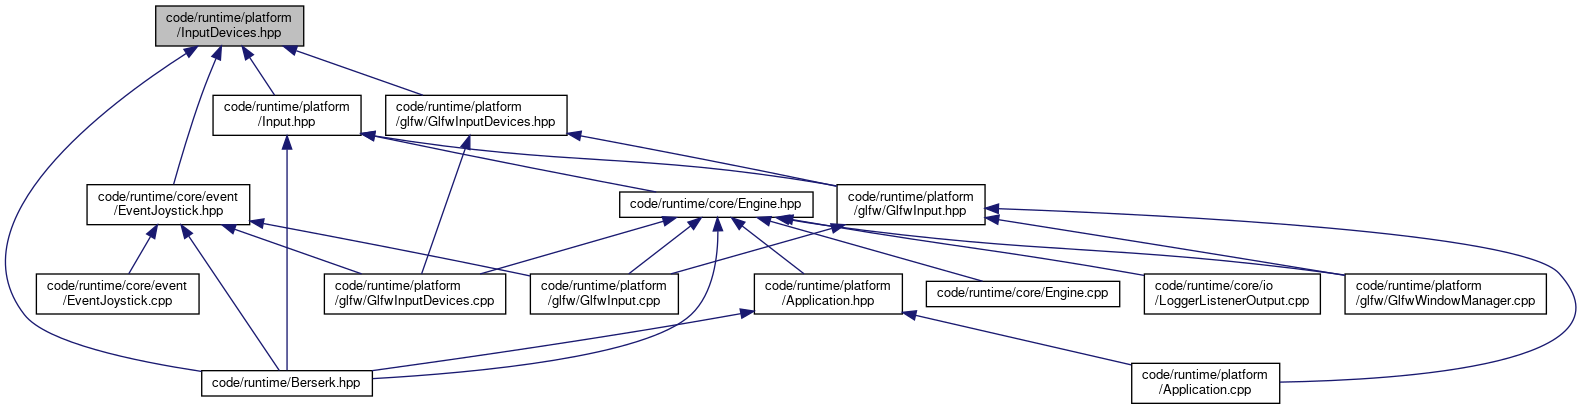 code/runtime/platform
/InputDevices.hpp
code/runtime/platform
/Input.hpp
code/runtime/platform
/glfw/GlfwInputDevices.hpp
code/runtime/core/event
/EventJoystick.hpp
code/runtime/core/Engine.hpp
code/runtime/platform
/glfw/GlfwInput.hpp
code/runtime/core/event
/EventJoystick.cpp
code/runtime/platform
/glfw/GlfwInputDevices.cpp
code/runtime/platform
/glfw/GlfwInput.cpp
code/runtime/platform
/Application.hpp
code/runtime/core/Engine.cpp
code/runtime/core/io
/LoggerListenerOutput.cpp
code/runtime/platform
/glfw/GlfwWindowManager.cpp
code/runtime/Berserk.hpp
code/runtime/platform
/Application.cpp